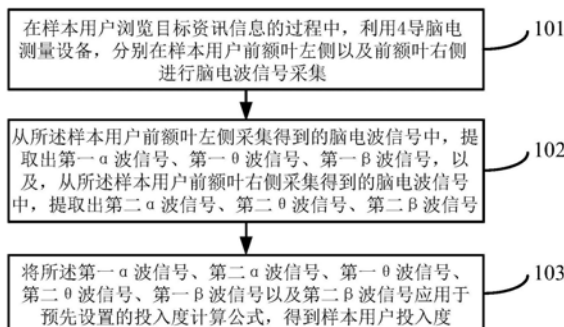 在样本用户浏览目标资讯信息的过程中，利用4导脑电
测量设备，分别在样本用户前额叶左侧以及前额叶右侧
进行脑电波信号采集
101
从所述样本用户前额叶左侧采集得到的脑电波信号中，提
取出第一α波信号、第一θ波信号、第一β波信号，以
及，从所述样本用户前额叶右侧采集得到的脑电波信号
中，提取出第二α波信号、第二θ波信号、第二β波信号
102
将所述第一α波信号、第二α波信号、第一θ波信号、
第二θ波信号、第一β波信号以及第二β波信号应用于
预先设置的投入度计算公式，得到样本用户投入度
103